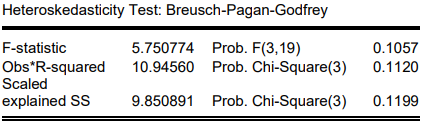 Heteroskedasticity Test: Breusch-Pagan-Godfrey
F-statistic 5.750774 Prob. F(3,19) 0.1057
Obs*R-squared 10.94560 Prob. Chi-Square(3) 0.1120
Scaled
explained SS 9.850891 Prob. Chi-Square(3) 0.1199